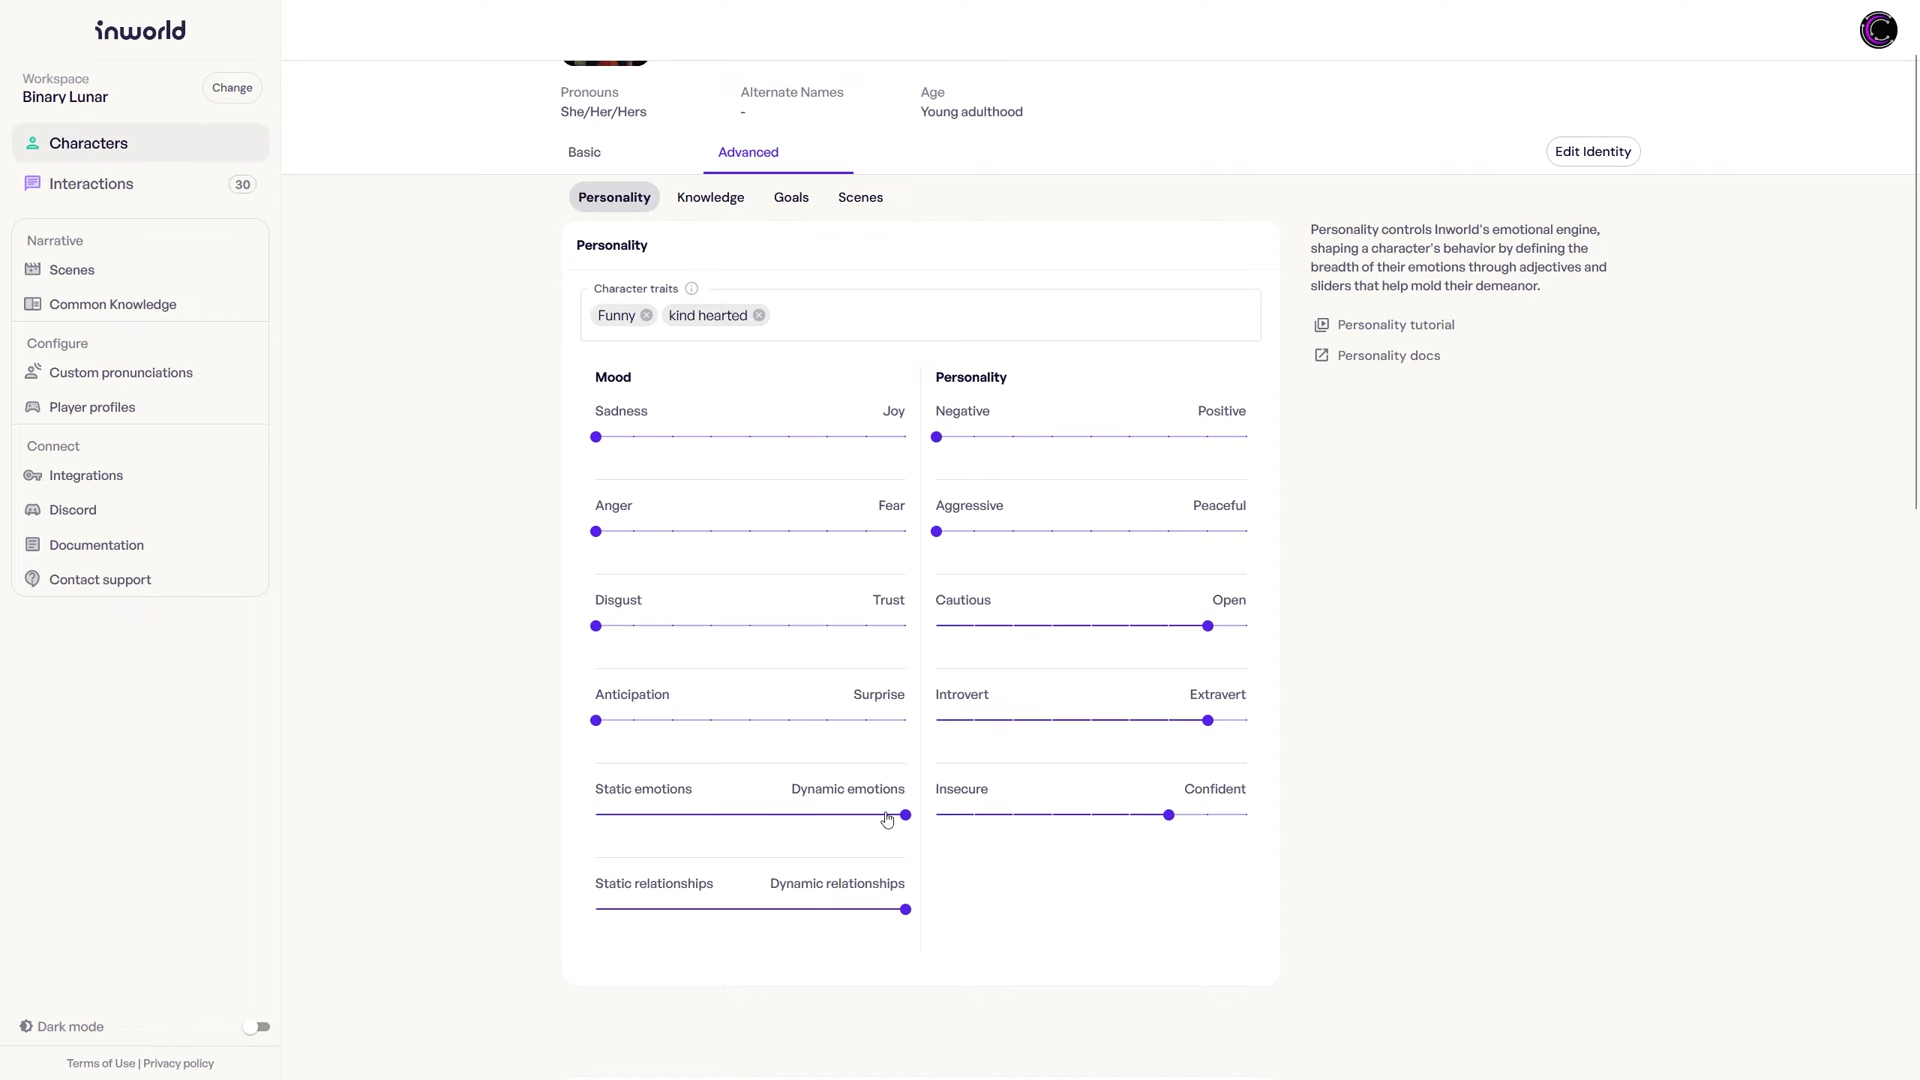 inworld
Workspace
Binary Lunar
Change
Characters
Interactions
30
Narrative
Scenes
Common Knowledge
Configure
Custom pronunciations
Player profiles
Connect
Integrations
Discord
Documentation
Contact support
Dark mode
Terms of Use | Privacy policy
Pronouns
She/Her/Hers
Alternate Names
-
Age
Young adulthood
Basic
Advanced
Edit Identity
Personality
Knowledge
Goals
Scenes
Personality
Character traits
Funny
kind hearted
Mood
Sadness
Joy
Anger
Fear
Disgust
Trust
Anticipation
Surprise
Static emotions
Dynamic emotions
Static relationships
Dynamic relationships
Personality
Negative
Positive
Aggressive
Peaceful
Cautious
Open
Introvert
Extravert
Insecure
Confident
Personality controls Inworld's emotional engine,
shaping a character's behavior by defining the
breadth of their emotions through adjectives and
sliders that help mold their demeanor.
Personality tutorial
Personality docs